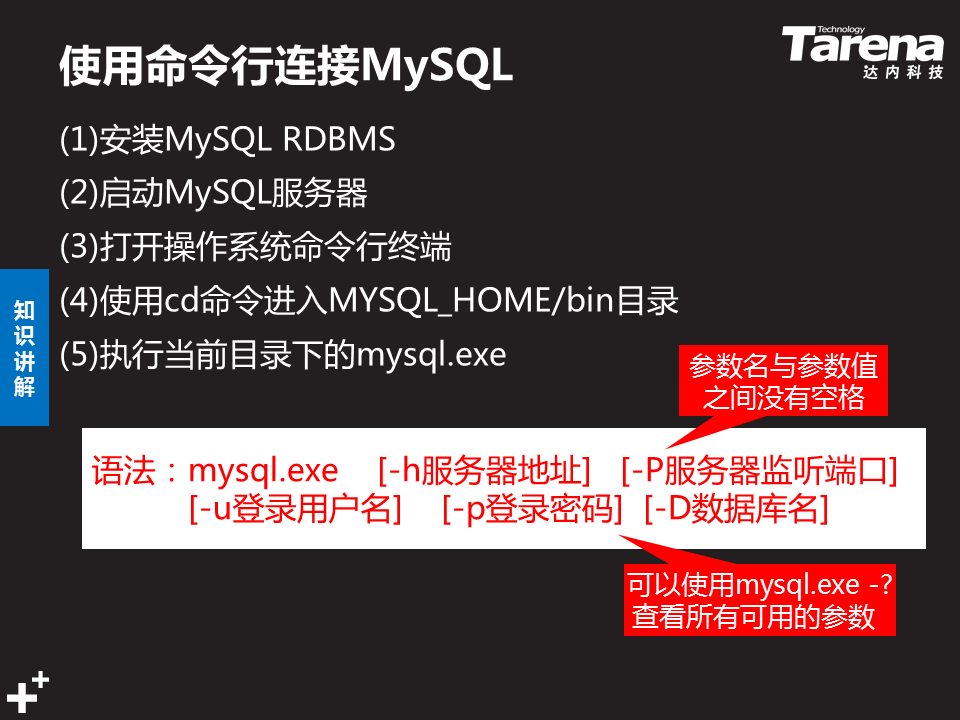 使用命令行连接MySQL
Technology
Tarena
达内科技
(1)安装MySQL RDBMS
(2)启动MySQL服务器
(3)打开操作系统命令行终端
(4)使用cd命令进入MYSQL_HOME/bin目录
(5)执行当前目录下的mysql.exe
知识讲解
参数名与参数值
之间没有空格
语法：mysql.exe [-h服务器地址] [-P服务器监听端口]
[-u登录用户名] [-p登录密码] [-D数据库名]
可以使用mysql.exe -?
查看所有可用的参数